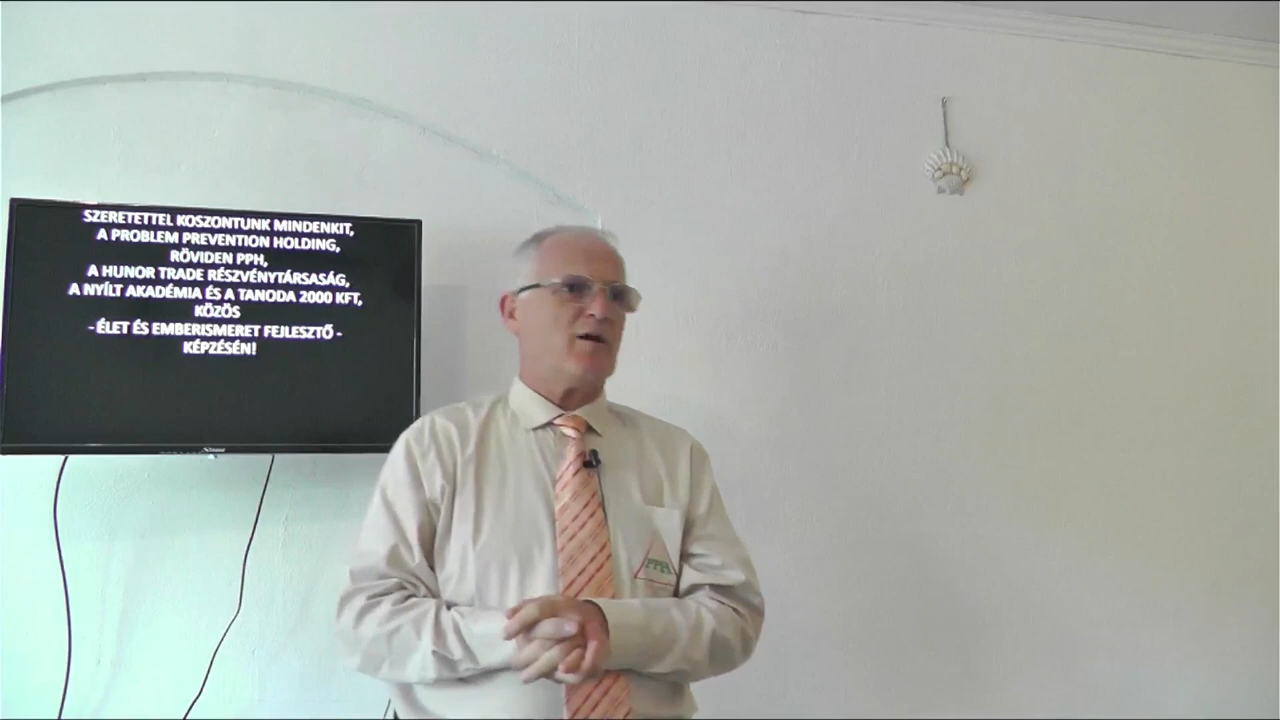 SZERETETTEL KOSZONTUNK MINDENKIT,
A PROBLEM PREVENTION HOLDING,
RÖVIDEN PPH,
A HUNOR TRADE RÉSZVÉNYTÁRSASÁG,
A NYÍLT AKADÉMIA ÉS A TANODA 2000 KFT,
KÖZÖS
- ÉLET ÉS EMBERISMERET FEJLESZTŐ -
KÉPZÉSÉN!
PPH